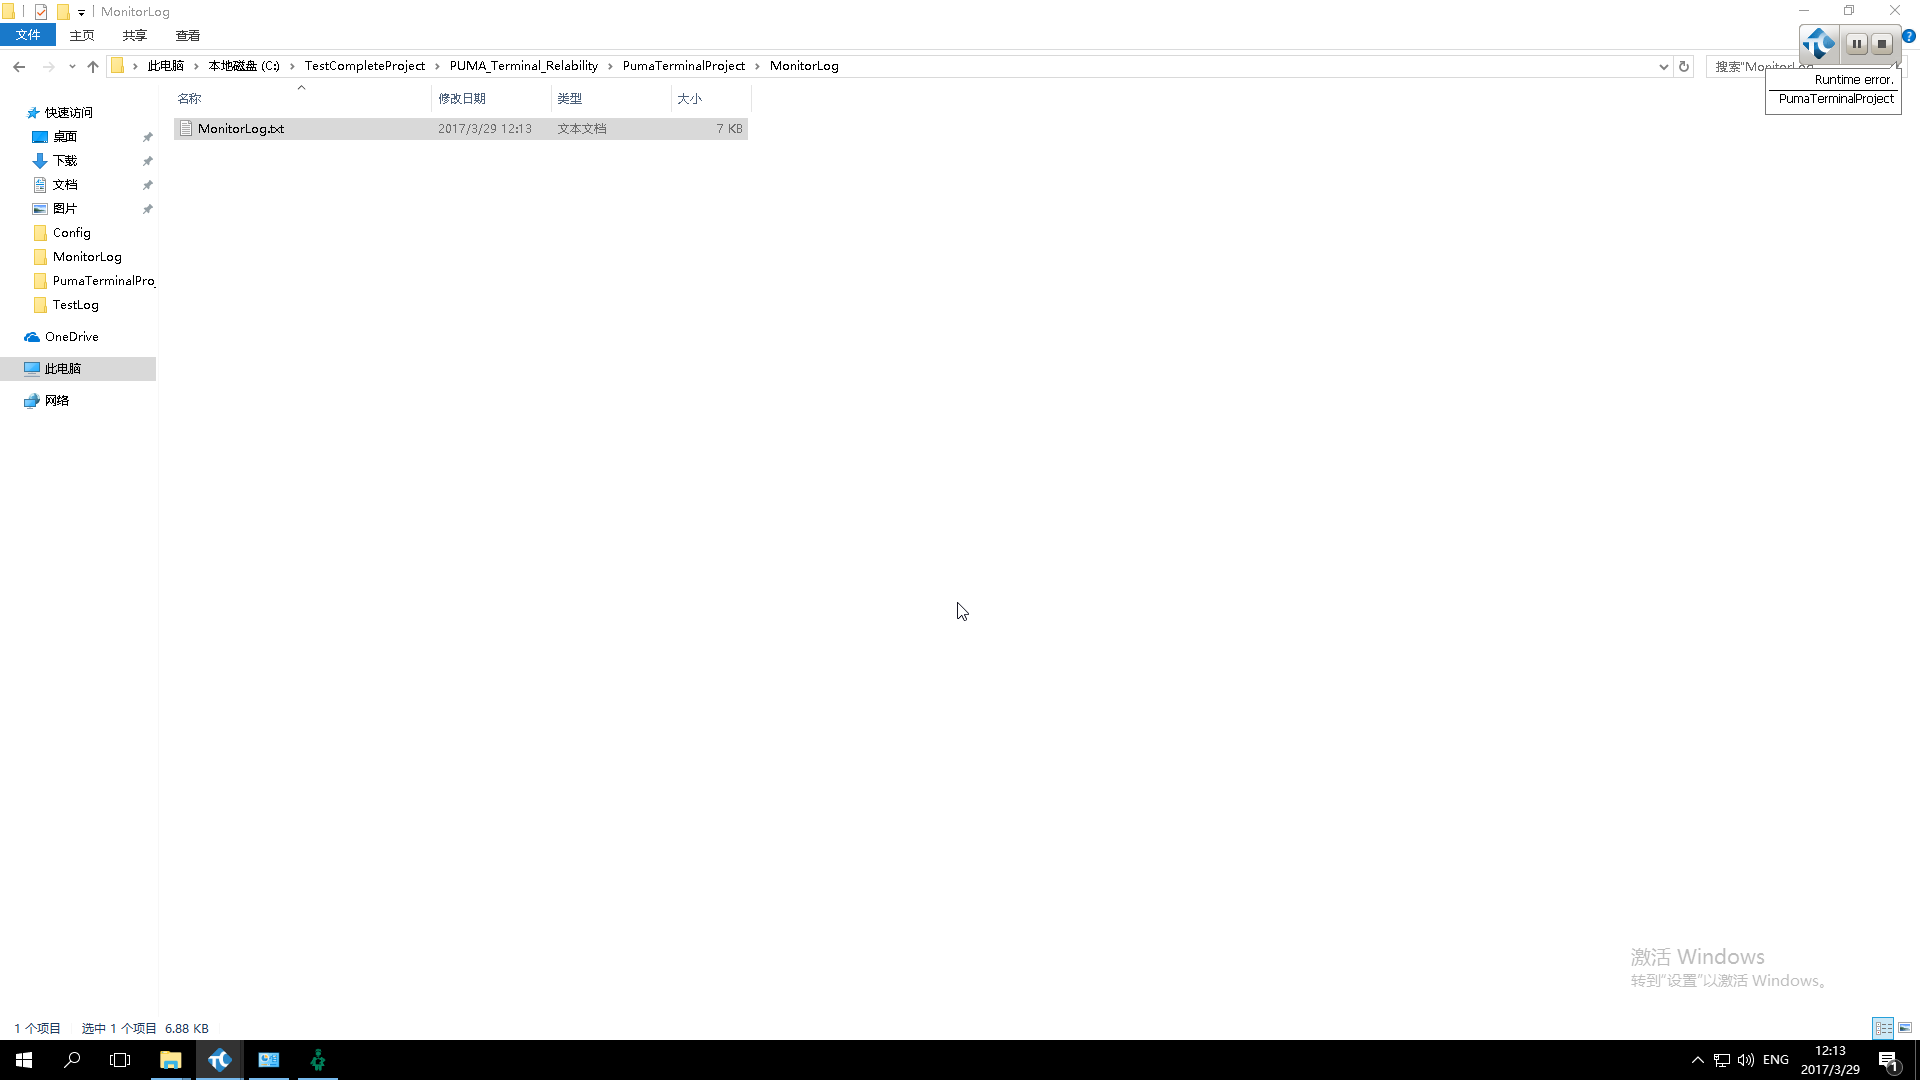 MonitorLog
文件 主页 共享 查看
此电脑 本地磁盘 (C:) TestCompleteProject PUMA_Terminal_Relability PumaTerminalProject MonitorLog
搜索"MonitorLog
Runtime error.
PumaTerminalProject
名称 修改日期 类型 大小
MonitorLog.txt 2017/3/29 12:13 文本文档 7 KB
快速访问
桌面
下载
文档
图片
Config
MonitorLog
PumaTerminalProj
TestLog
OneDrive
此电脑
网络
激活 Windows
转到"设置"以激活 Windows。
1 个项目 选中 1 个项目 6.88 KB
ENG
12:13
2017/3/29
1